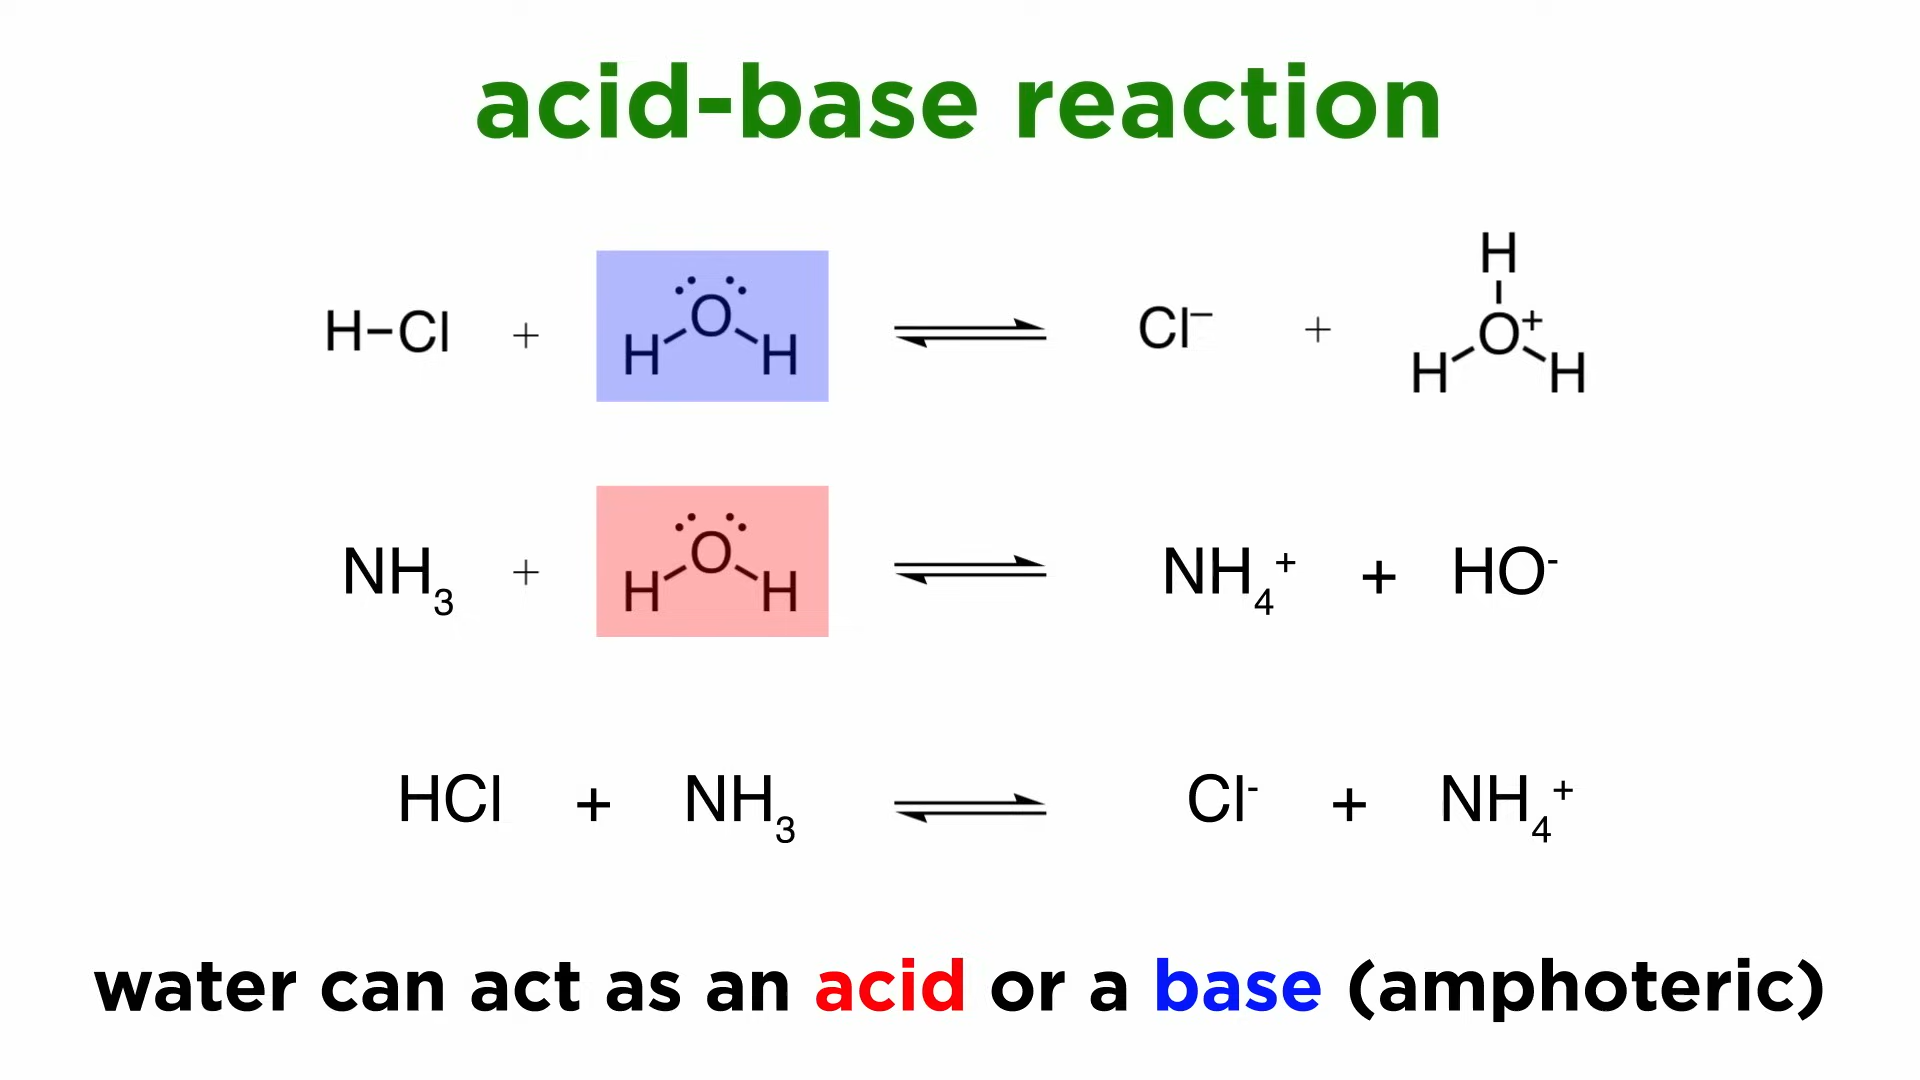 acid-base reaction
H–Cl + H–O–H ⇌ Cl⁻ + H–O⁺(–H)–H
NH₃ + H–O–H ⇌ NH₄⁺ + HO⁻
HCl + NH₃ ⇌ Cl⁻ + NH₄⁺
water can act as an acid or a base (amphoteric)